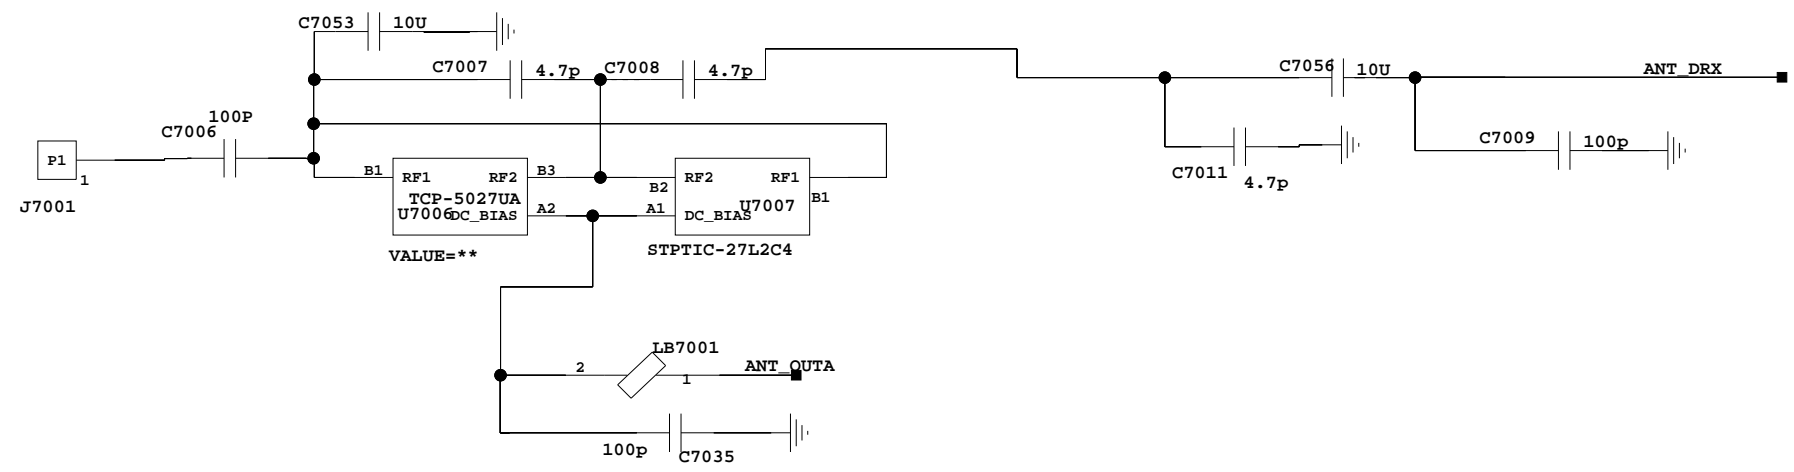 C7053 10U
C7007 4.7p C7008 4.7p
C7056 10U ANT_DRX
100P
C7006
P1
1
J7001
C7009 100p
C7011
4.7p
B1 RF1 RF2 B3
TCP-5027UA
U7006 DC_BIAS A2
VALUE=**
B2 RF2 RF1 B1
U7007
A1 DC_BIAS
STPTIC-27L2C4
LB7001
2 1 ANT_OUTA
100p C7035